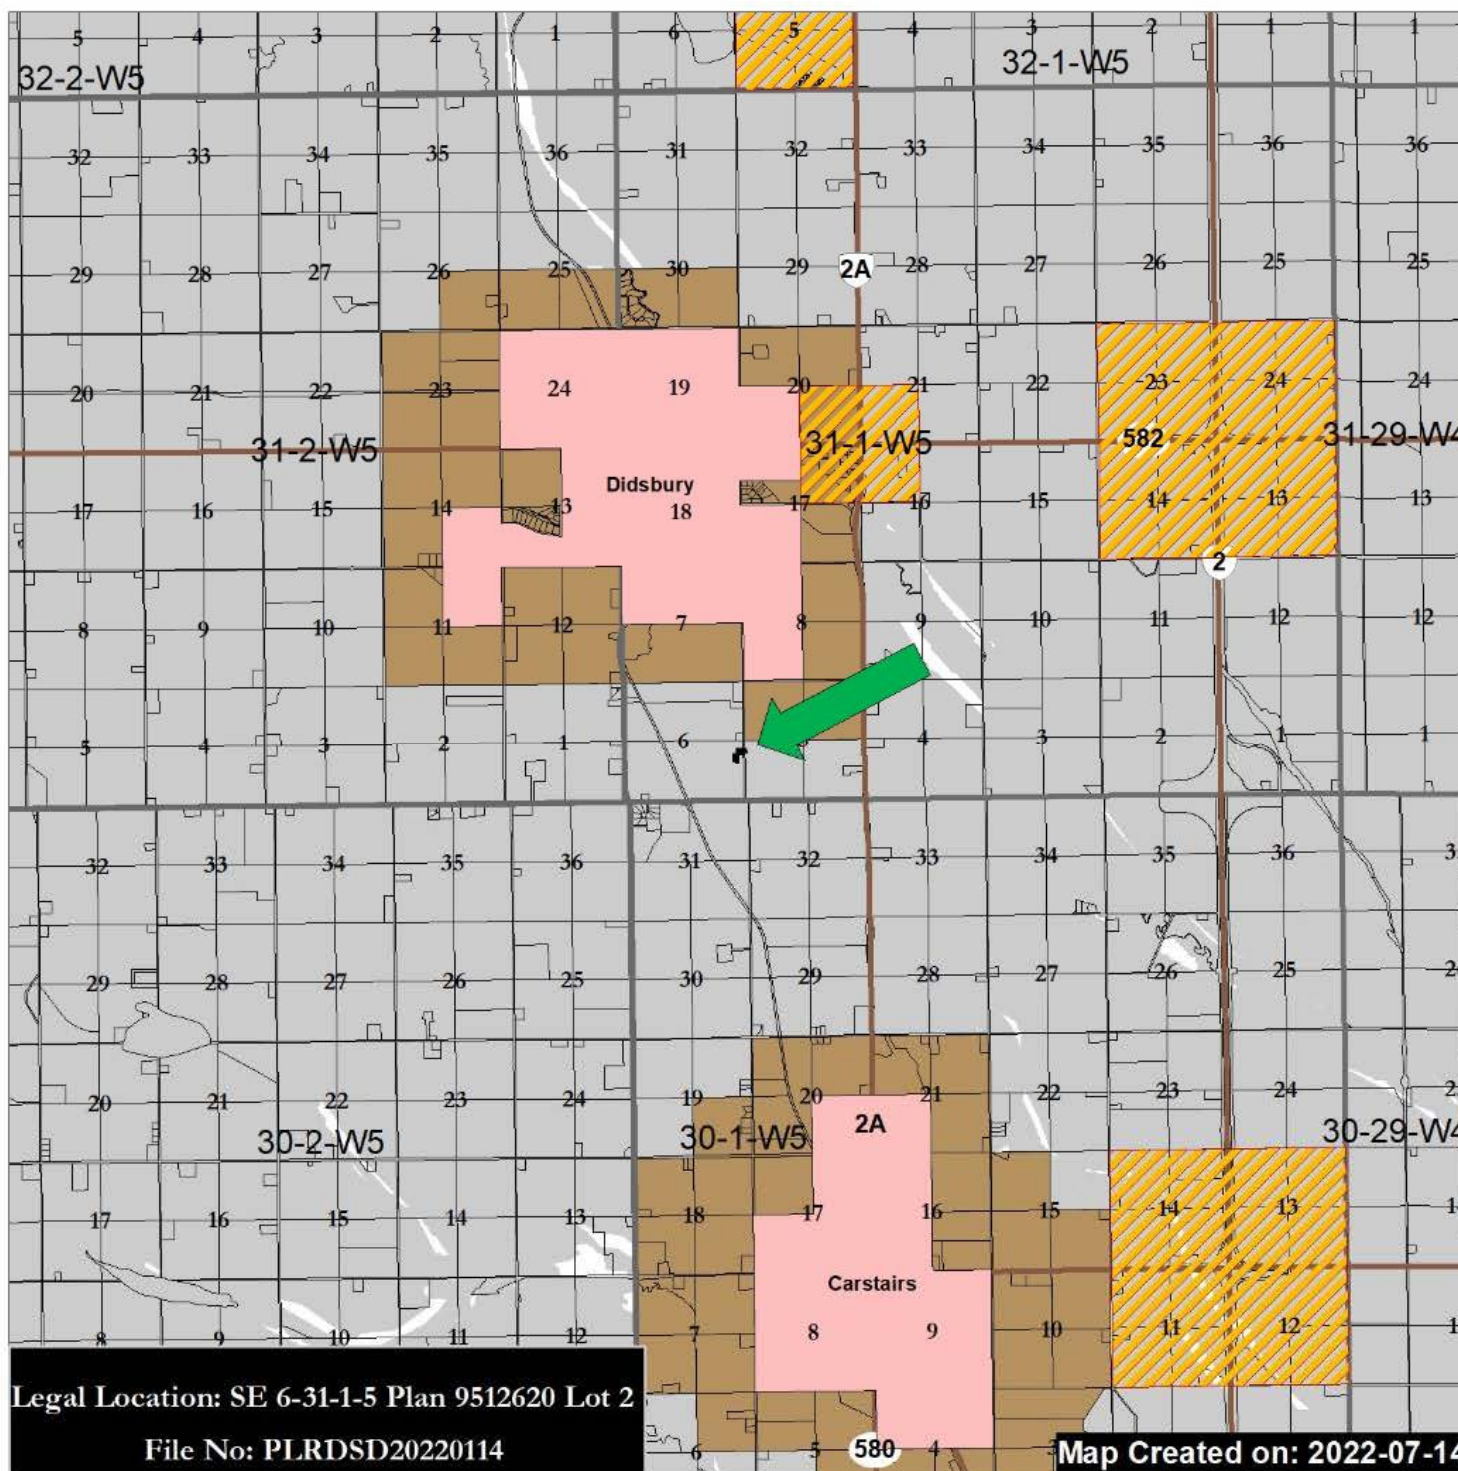 5 4 3 2 1 6 5 4 3 2 1 1
32-2-W5 32-1-W5
32 33 34 35 36 31 32 33 34 35 36 36
29 28 27 26 25 30 29 2A 28 27 26 25 25
20 21 22 23 24 19 20 21 22 23 24 24
31-2-W5 31-1-W5 582 31-29-W4
Didsbury
17 16 15 14 13 18 17 16 15 14 13 13
2
8 9 10 11 12 7 8 9 10 11 12 12
5 4 3 2 1 6 4 3 2 1 1
32 33 34 35 36 31 32 33 34 35 36
29 28 27 26 25 30 29 28 27 26 25
20 21 22 23 24 19 20 21 22 23 24
2A
30-2-W5 30-1-W5 30-29-W4
17 16 15 14 13 18 17 16 15 14 13
Carstairs
8 9 10 11 12 7 8 9 10 11 12
Legal Location: SE 6-31-1-5 Plan 9512620 Lot 2
File No: PLRDSD20220114
6 5 580 4
Map Created on: 2022-07-14